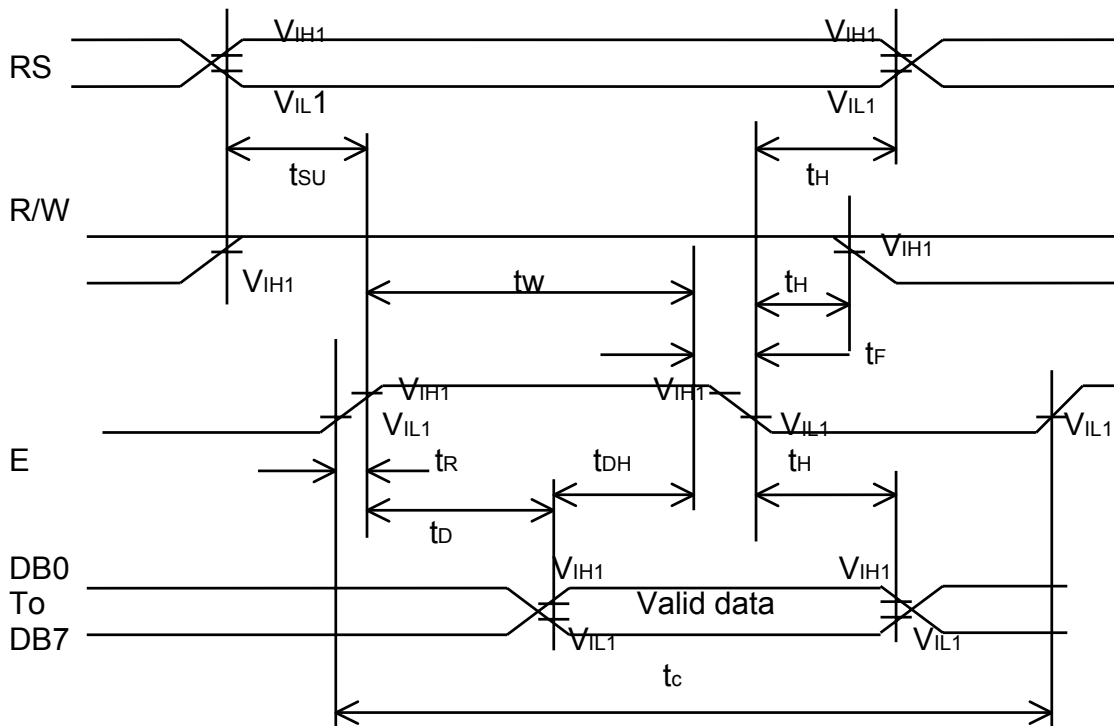 VIH1 VIH1
RS
VIL1 VIL1
tSU tH
R/W
VIH1
VIH1 tW tH
tF
VIH1 VIH1
VIL1 VIL1 VIL1
E tR tDH tH
tD
DB0 VIH1 VIH1
To Valid data
DB7 VIL1 VIL1
tc